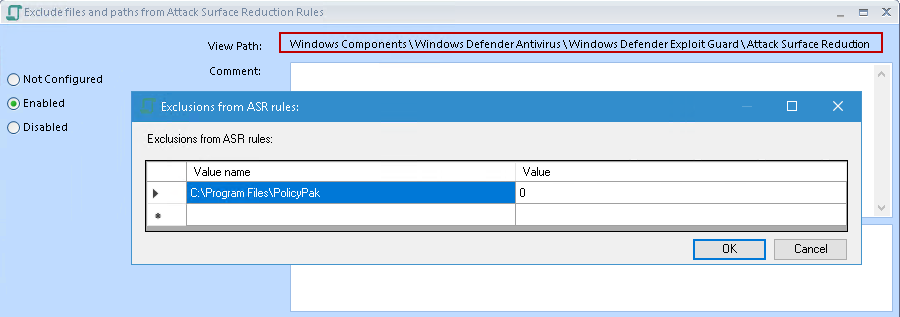 Exclude files and paths from Attack Surface Reduction Rules
View Path: Windows Components\Windows Defender Antivirus\Windows Defender Exploit Guard\Attack Surface Reduction
Comment:
Not Configured
Enabled
Disabled
Exclusions from ASR rules:
Exclusions from ASR rules:
Value name Value
C:\Program Files\PolicyPak 0
OK Cancel